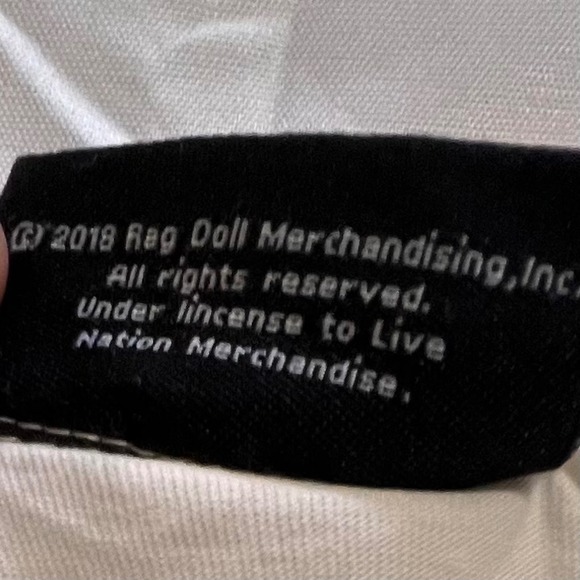 (C) 2018 Rag Doll Merchandising,Inc.
All rights reserved.
Under lincense to Live
Nation Merchandise.